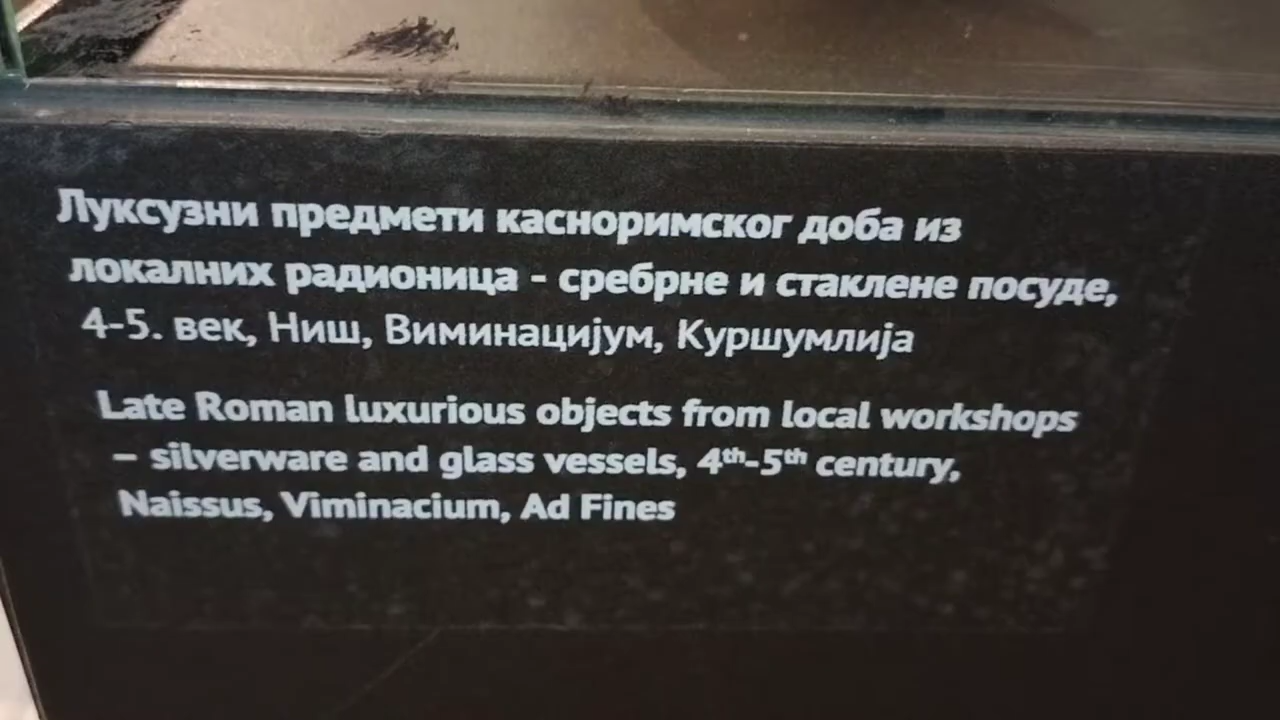 Луксузни предмети касноримског доба из
локалних радионица - сребрне и стаклене посуде,
4-5. век, Ниш, Виминацијум, Куршумлија
Late Roman luxurious objects from local workshops
– silverware and glass vessels, 4th-5th century,
Naissus, Viminacium, Ad Fines